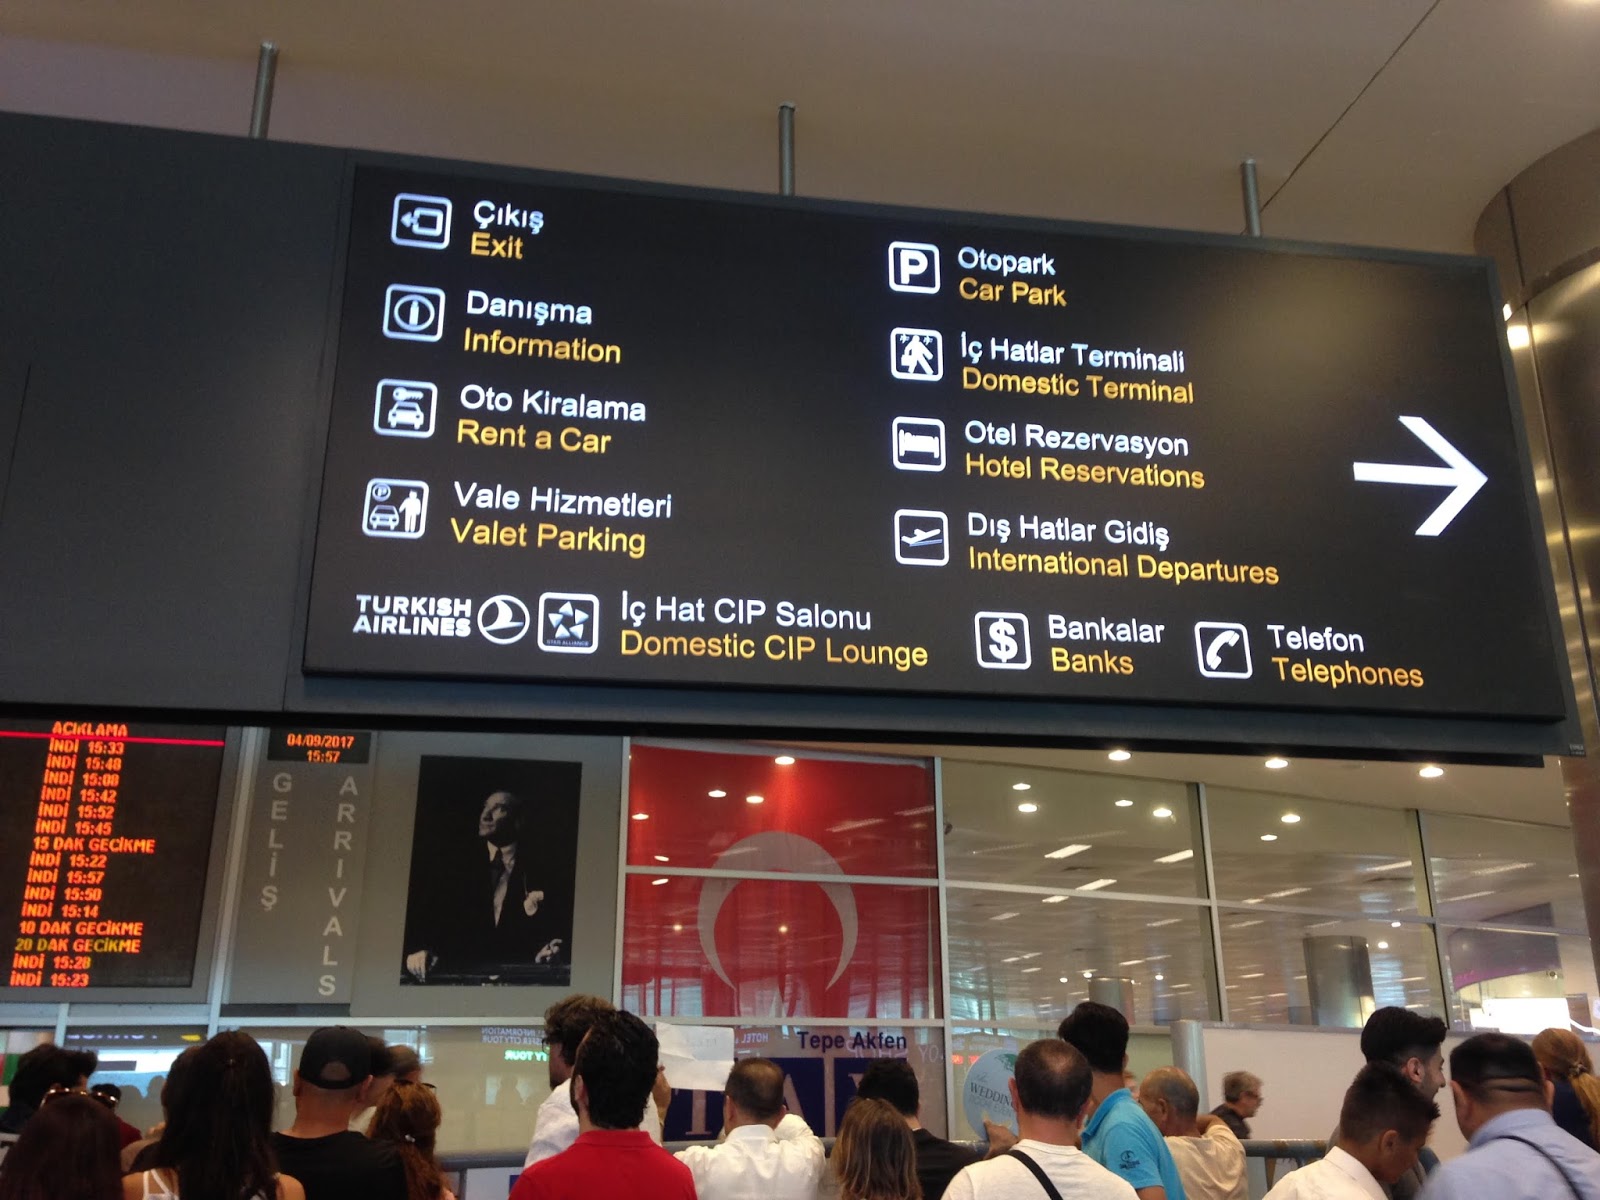 Çıkış
Exit
Danışma
Information
Oto Kiralama
Rent a Car
Vale Hizmetleri
Valet Parking
TURKISH
AIRLINES
STAR ALLIANCE
İç Hat CIP Salonu
Domestic CIP Lounge
Otopark
Car Park
İç Hatlar Terminali
Domestic Terminal
Otel Rezervasyon
Hotel Reservations
Dış Hatlar Gidiş
International Departures
$ Bankalar
Banks
Telefon
Telephones
AÇIKLAMA
İNDİ 15:33
İNDİ 15:48
İNDİ 15:08
İNDİ 15:42
İNDİ 15:52
İNDİ 15:45
15 DAK GECİKME
İNDİ 15:22
İNDİ 15:57
İNDİ 15:50
İNDİ 15:14
10 DAK GECİKME
20 DAK GECİKME
İNDİ 15:28
İNDİ 15:23
04/09/2017
15:57
GELİŞ
ARRIVALS
Tepe Akfen
TAV
WEDDING